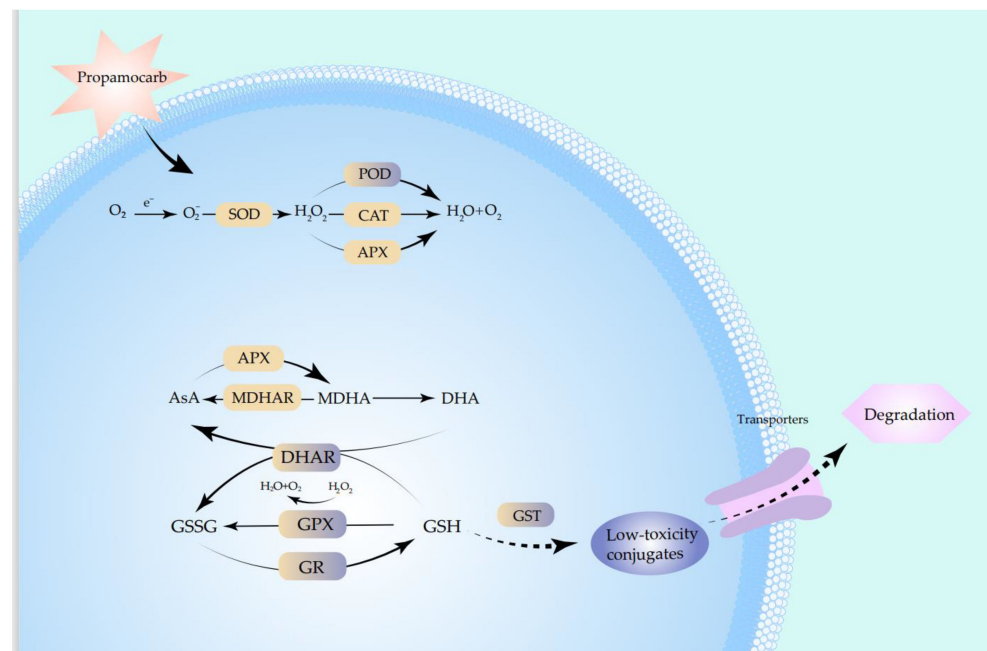 Propamocarb
POD
O₂ e⁻ O₂⁻ SOD H₂O₂ CAT H₂O+O₂
APX
APX
AsA MDHAR MDHA DHA
Transporters
Degradation
DHAR
H₂O+O₂ H₂O₂
GSSG GPX GSH
GST
Low-toxicity
conjugates
GR